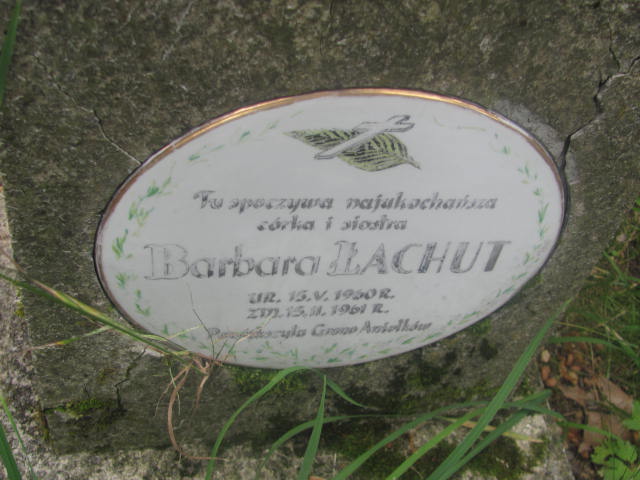 Tu spoczywa najukochańsza
córka i siostra
Barbara ŁACHUT
UR. 15.V. 1960 R.
ZM. 15.II. 1961 R.
Powiększyła Grono Aniołków